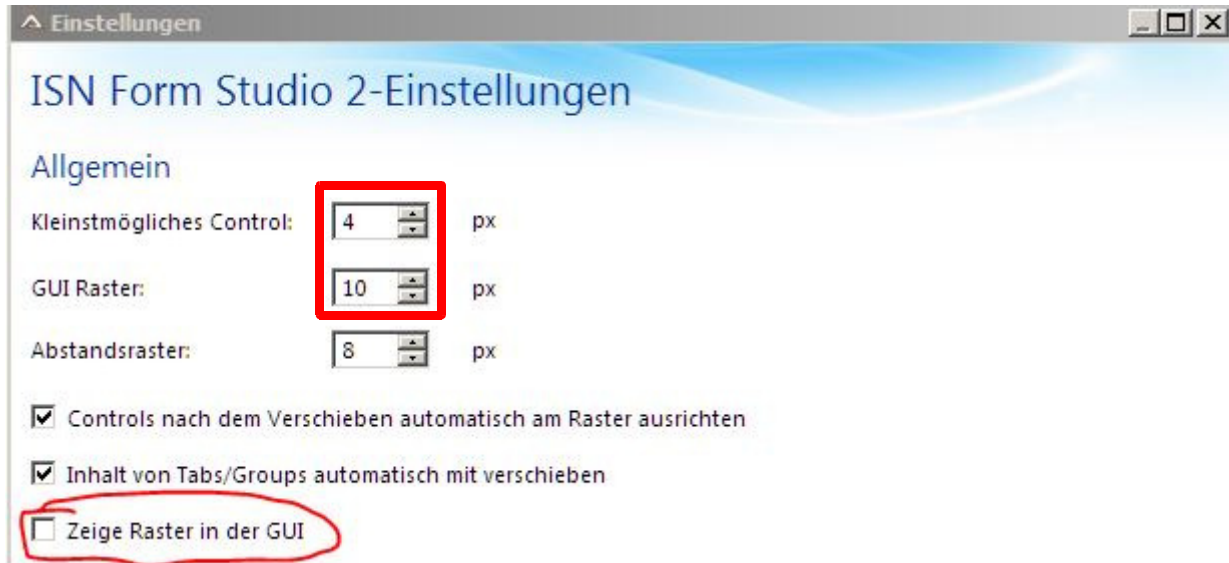 Einstellungen
ISN Form Studio 2-Einstellungen
Allgemein
Kleinstmögliches Control: 4 px
GUI Raster: 10 px
Abstandsraster: 8 px
Controls nach dem Verschieben automatisch am Raster ausrichten
Inhalt von Tabs/Groups automatisch mit verschieben
Zeige Raster in der GUI